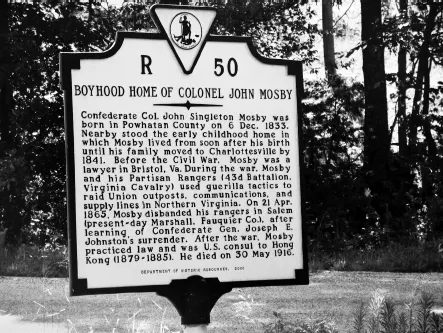 R 50
BOYHOOD HOME OF COLONEL JOHN MOSBY
Confederate Col. John Singleton Mosby was
born in Powhatan County on 6 Dec. 1833.
Nearby stood the early childhood home in
which Mosby lived from soon after his birth
until his family moved to Charlottesville by
1841. Before the Civil War, Mosby was a
lawyer in Bristol, Va. During the war, Mosby
and his Partisan Rangers (43d Battalion,
Virginia Cavalry) used guerilla tactics to
raid Union outposts, communications, and
supply lines in Northern Virginia. On 21 Apr.
1865, Mosby disbanded his rangers in Salem
(present-day Marshall, Fauquier Co.), after
learning of Confederate Gen. Joseph E.
Johnston's surrender. After the war, Mosby
practiced law and was U.S. consul to Hong
Kong (1879-1885). He died on 30 May 1916.
DEPARTMENT OF HISTORIC RESOURCES, 2000